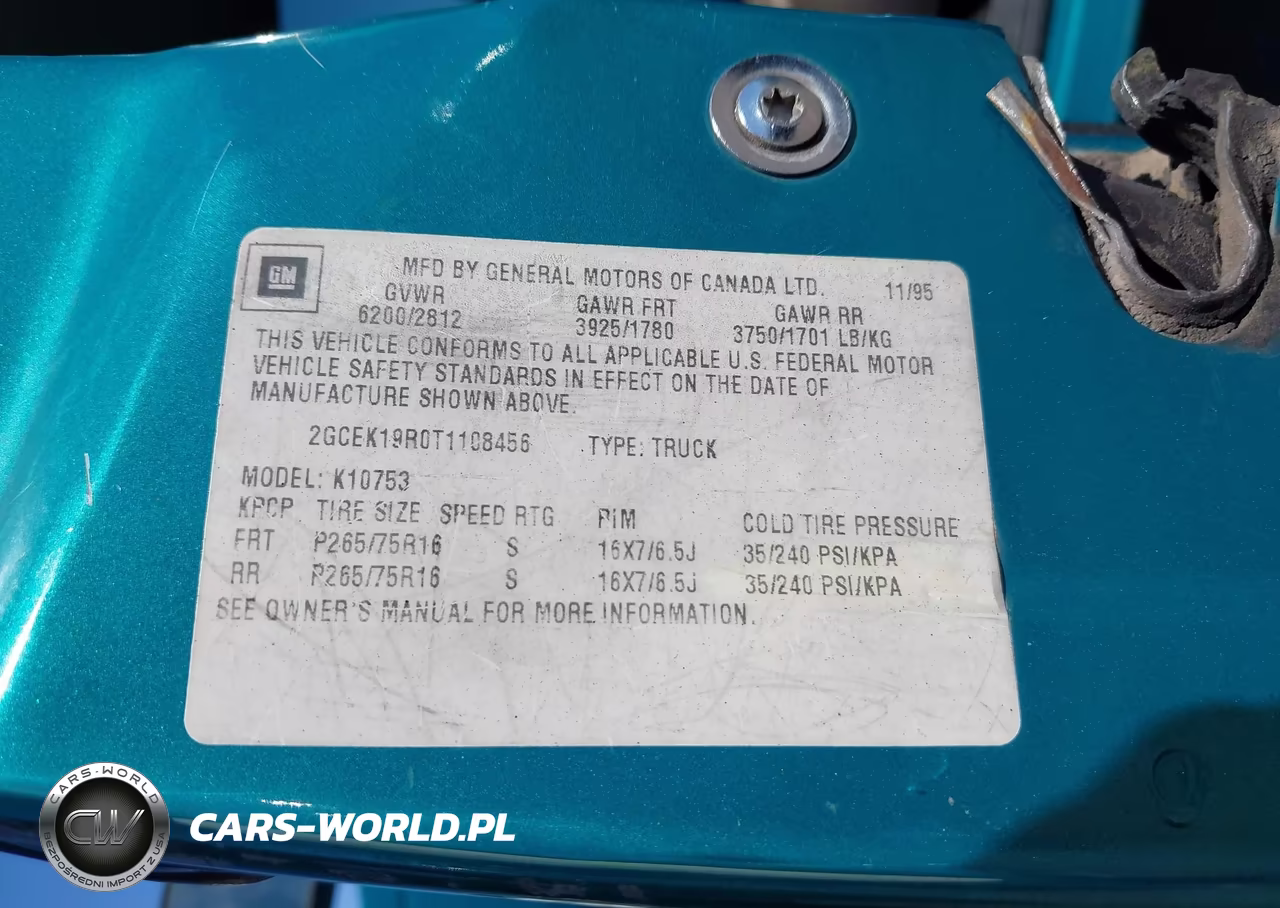 GM
MFD BY GENERAL MOTORS OF CANADA LTD. 11/95
GVWR GAWR FRT GAWR RR
6200/2812 3925/1780 3750/1701 LB/KG
THIS VEHICLE CONFORMS TO ALL APPLICABLE U.S. FEDERAL MOTOR
VEHICLE SAFETY STANDARDS IN EFFECT ON THE DATE OF
MANUFACTURE SHOWN ABOVE.
2GCEK19R0T1108456 TYPE: TRUCK
MODEL: K10753
TIRE SIZE SPEED RTG RIM COLD TIRE PRESSURE
FRT P265/75R16 S 16X7/6.5J 35/240 PSI/KPA
RR P265/75R16 S 16X7/6.5J 35/240 PSI/KPA
SEE OWNER'S MANUAL FOR MORE INFORMATION.
CARS-WORLD
CW
BEZPOŚREDNI IMPORT Z USA
CARS-WORLD.PL